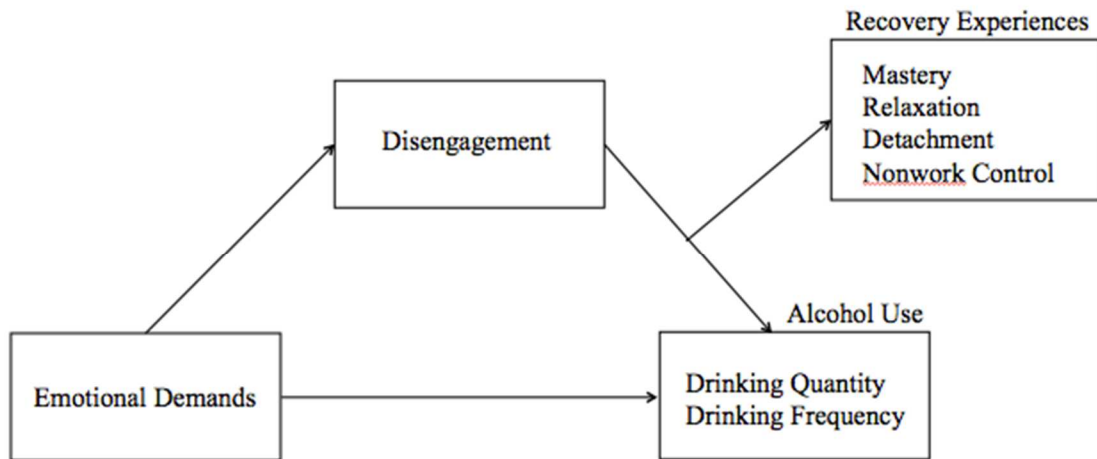 Recovery Experiences
Mastery
Relaxation
Detachment
Nonwork Control
Disengagement
Alcohol Use
Drinking Quantity
Drinking Frequency
Emotional Demands